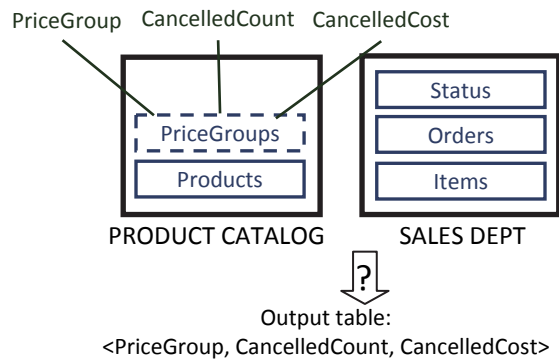 PriceGroup CancelledCount CancelledCost
PriceGroups
Products
PRODUCT CATALOG
Status
Orders
Items
SALES DEPT
?
Output table:
<PriceGroup, CancelledCount, CancelledCost>